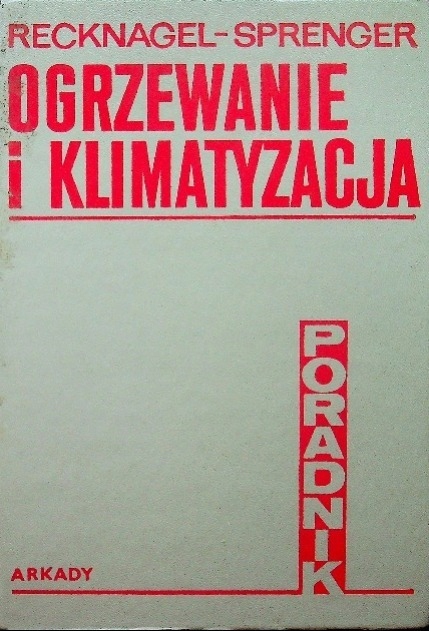 RECKNAGEL-SPRENGER
OGRZEWANIE
i KLIMATYZACJA
PORADNIK
ARKADY